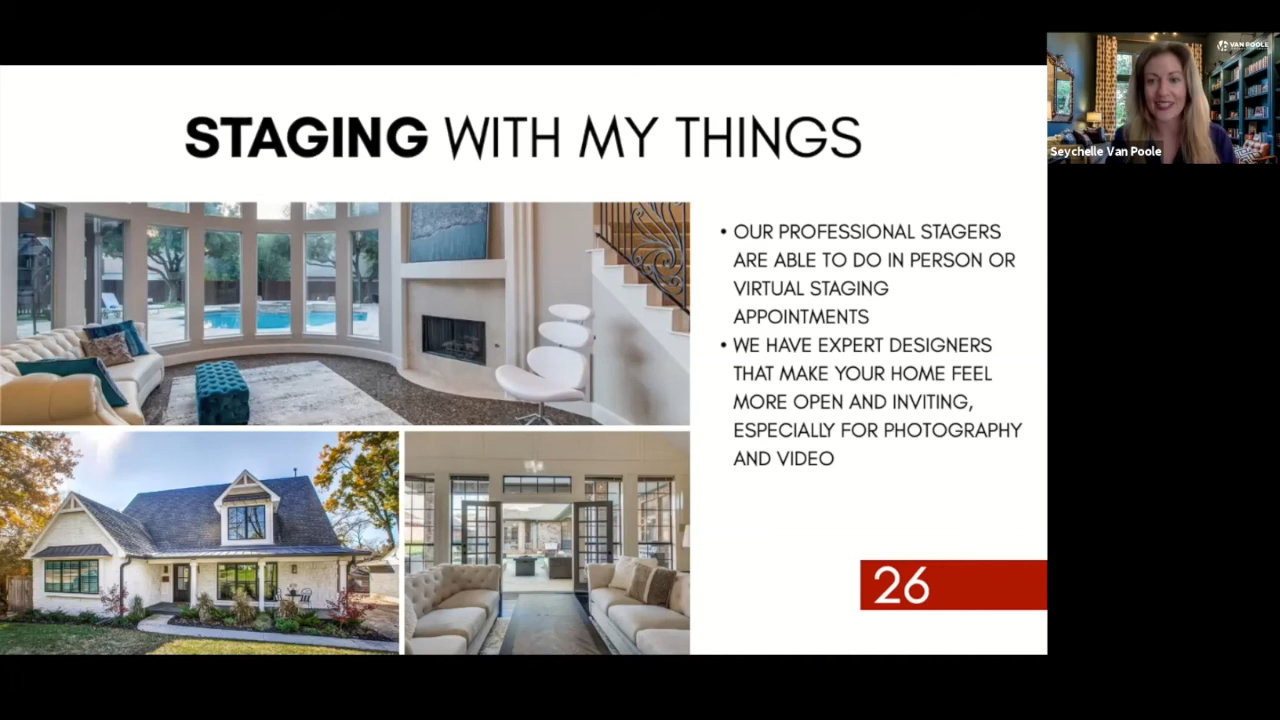 VAN POOLE
Seychelle Van Poole
STAGING WITH MY THINGS
• OUR PROFESSIONAL STAGERS
ARE ABLE TO DO IN PERSON OR
VIRTUAL STAGING
APPOINTMENTS
• WE HAVE EXPERT DESIGNERS
THAT MAKE YOUR HOME FEEL
MORE OPEN AND INVITING,
ESPECIALLY FOR PHOTOGRAPHY
AND VIDEO
26